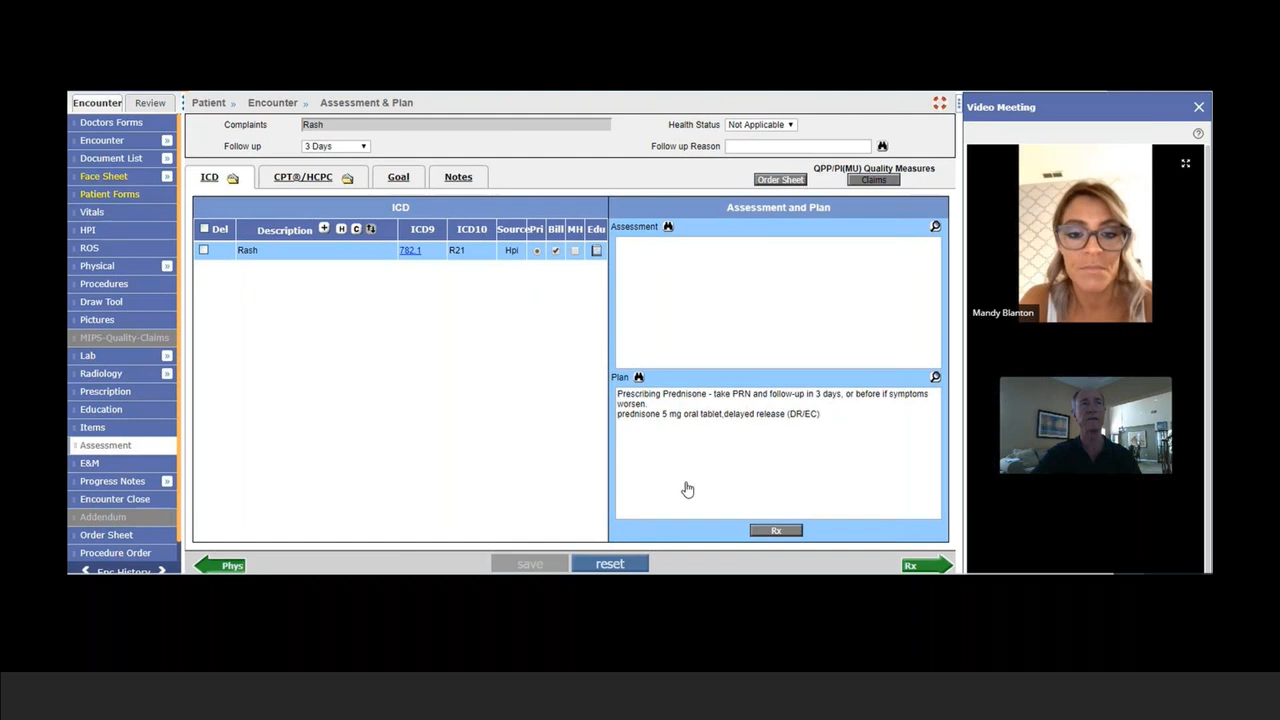 Encounter
Review
Patient » Encounter » Assessment & Plan
Video Meeting
Doctors Forms
Encounter
Document List
Face Sheet
Patient Forms
Vitals
HPI
ROS
Physical
Procedures
Draw Tool
Pictures
MIPS-Quality-Claims
Lab
Radiology
Prescription
Education
Items
Assessment
E&M
Progress Notes
Encounter Close
Addendum
Order Sheet
Procedure Order
Enc History
Complaints Rash
Health Status Not Applicable
Follow up 3 Days
Follow up Reason
ICD
CPT®/HCPC
Goal
Notes
QPP/PI(MU) Quality Measures
Order Sheet
Claims
ICD
Del Description + H C ICD9 ICD10 Source Pri Bill MH Edu
Rash 782.1 R21 Hpi
Assessment and Plan
Assessment
Plan
Prescribing Prednisone - take PRN and follow-up in 3 days, or before if symptoms
worsen.
prednisone 5 mg oral tablet,delayed release (DR/EC)
Rx
Phys
save
reset
Rx
Mandy Blanton